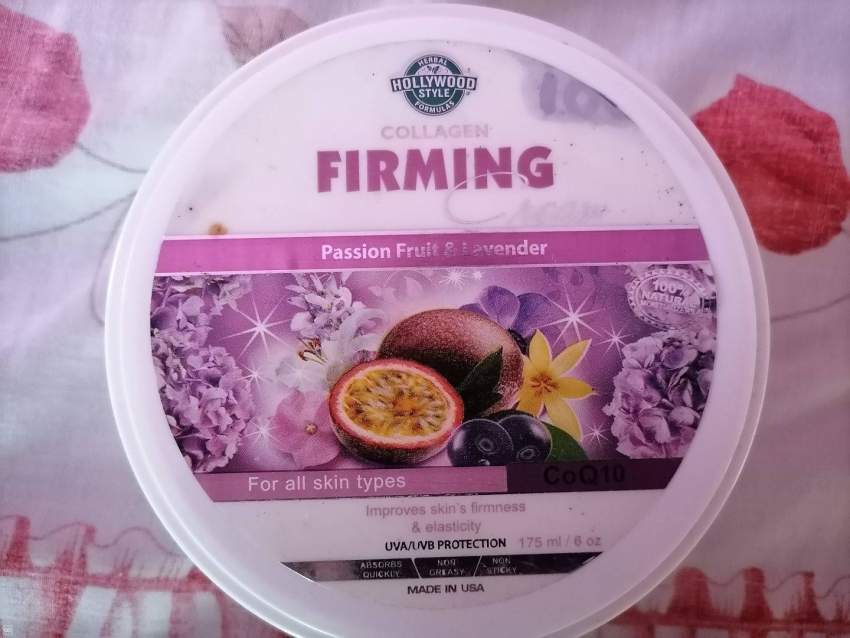 HERBAL
HOLLYWOOD
STYLE
FORMULAS
COLLAGEN
FIRMING
Cream
Passion Fruit & Lavender
100%
NATURAL
For all skin types
CoQ10
Improves skin's firmness
& elasticity
UVA/UVB PROTECTION 175 ml / 6 oz
ABSORBS QUICKLY
NON GREASY
NON STICKY
MADE IN USA